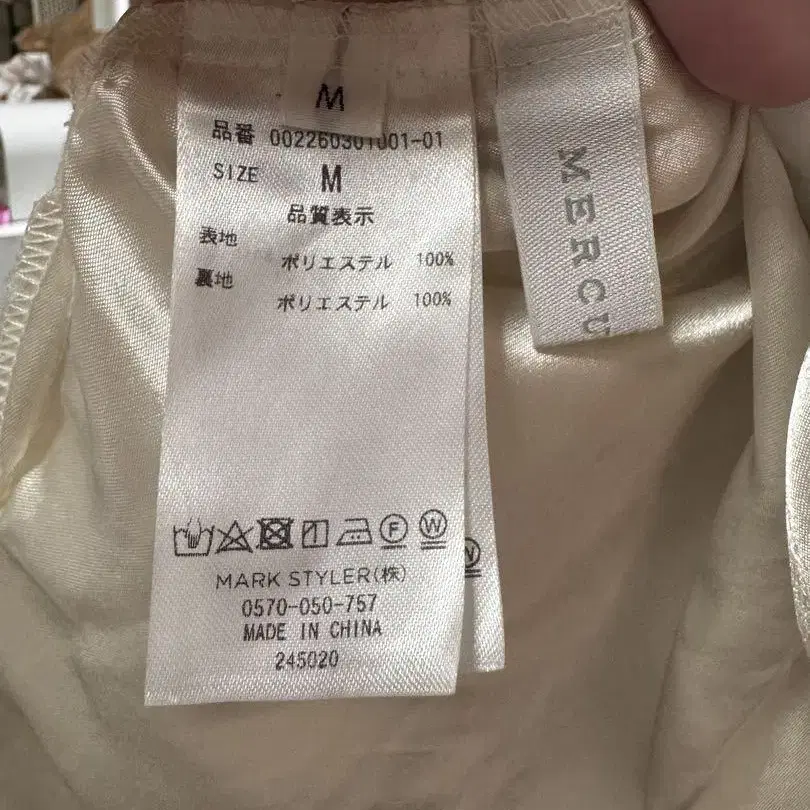 M
品番 002260301001-01
SIZE M
品質表示
表地
ポリエステル 100%
裏地
ポリエステル 100%
F W
W
MARK STYLER(株)
0570-050-757
MADE IN CHINA
245020
MERCU